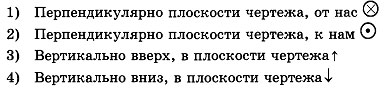 1) Перпендикулярно плоскости чертежа, от нас ⊗
2) Перпендикулярно плоскости чертежа, к нам ⊙
3) Вертикально вверх, в плоскости чертежа↑
4) Вертикально вниз, в плоскости чертежа↓